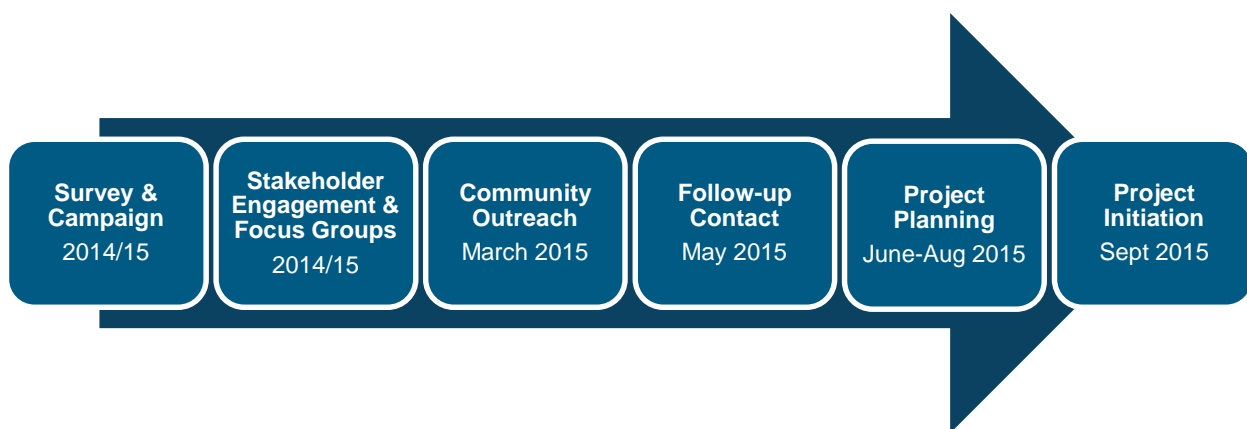 Survey &
Campaign
2014/15
Stakeholder
Engagement &
Focus Groups
2014/15
Community
Outreach
March 2015
Follow-up
Contact
May 2015
Project
Planning
June-Aug 2015
Project
Initiation
Sept 2015